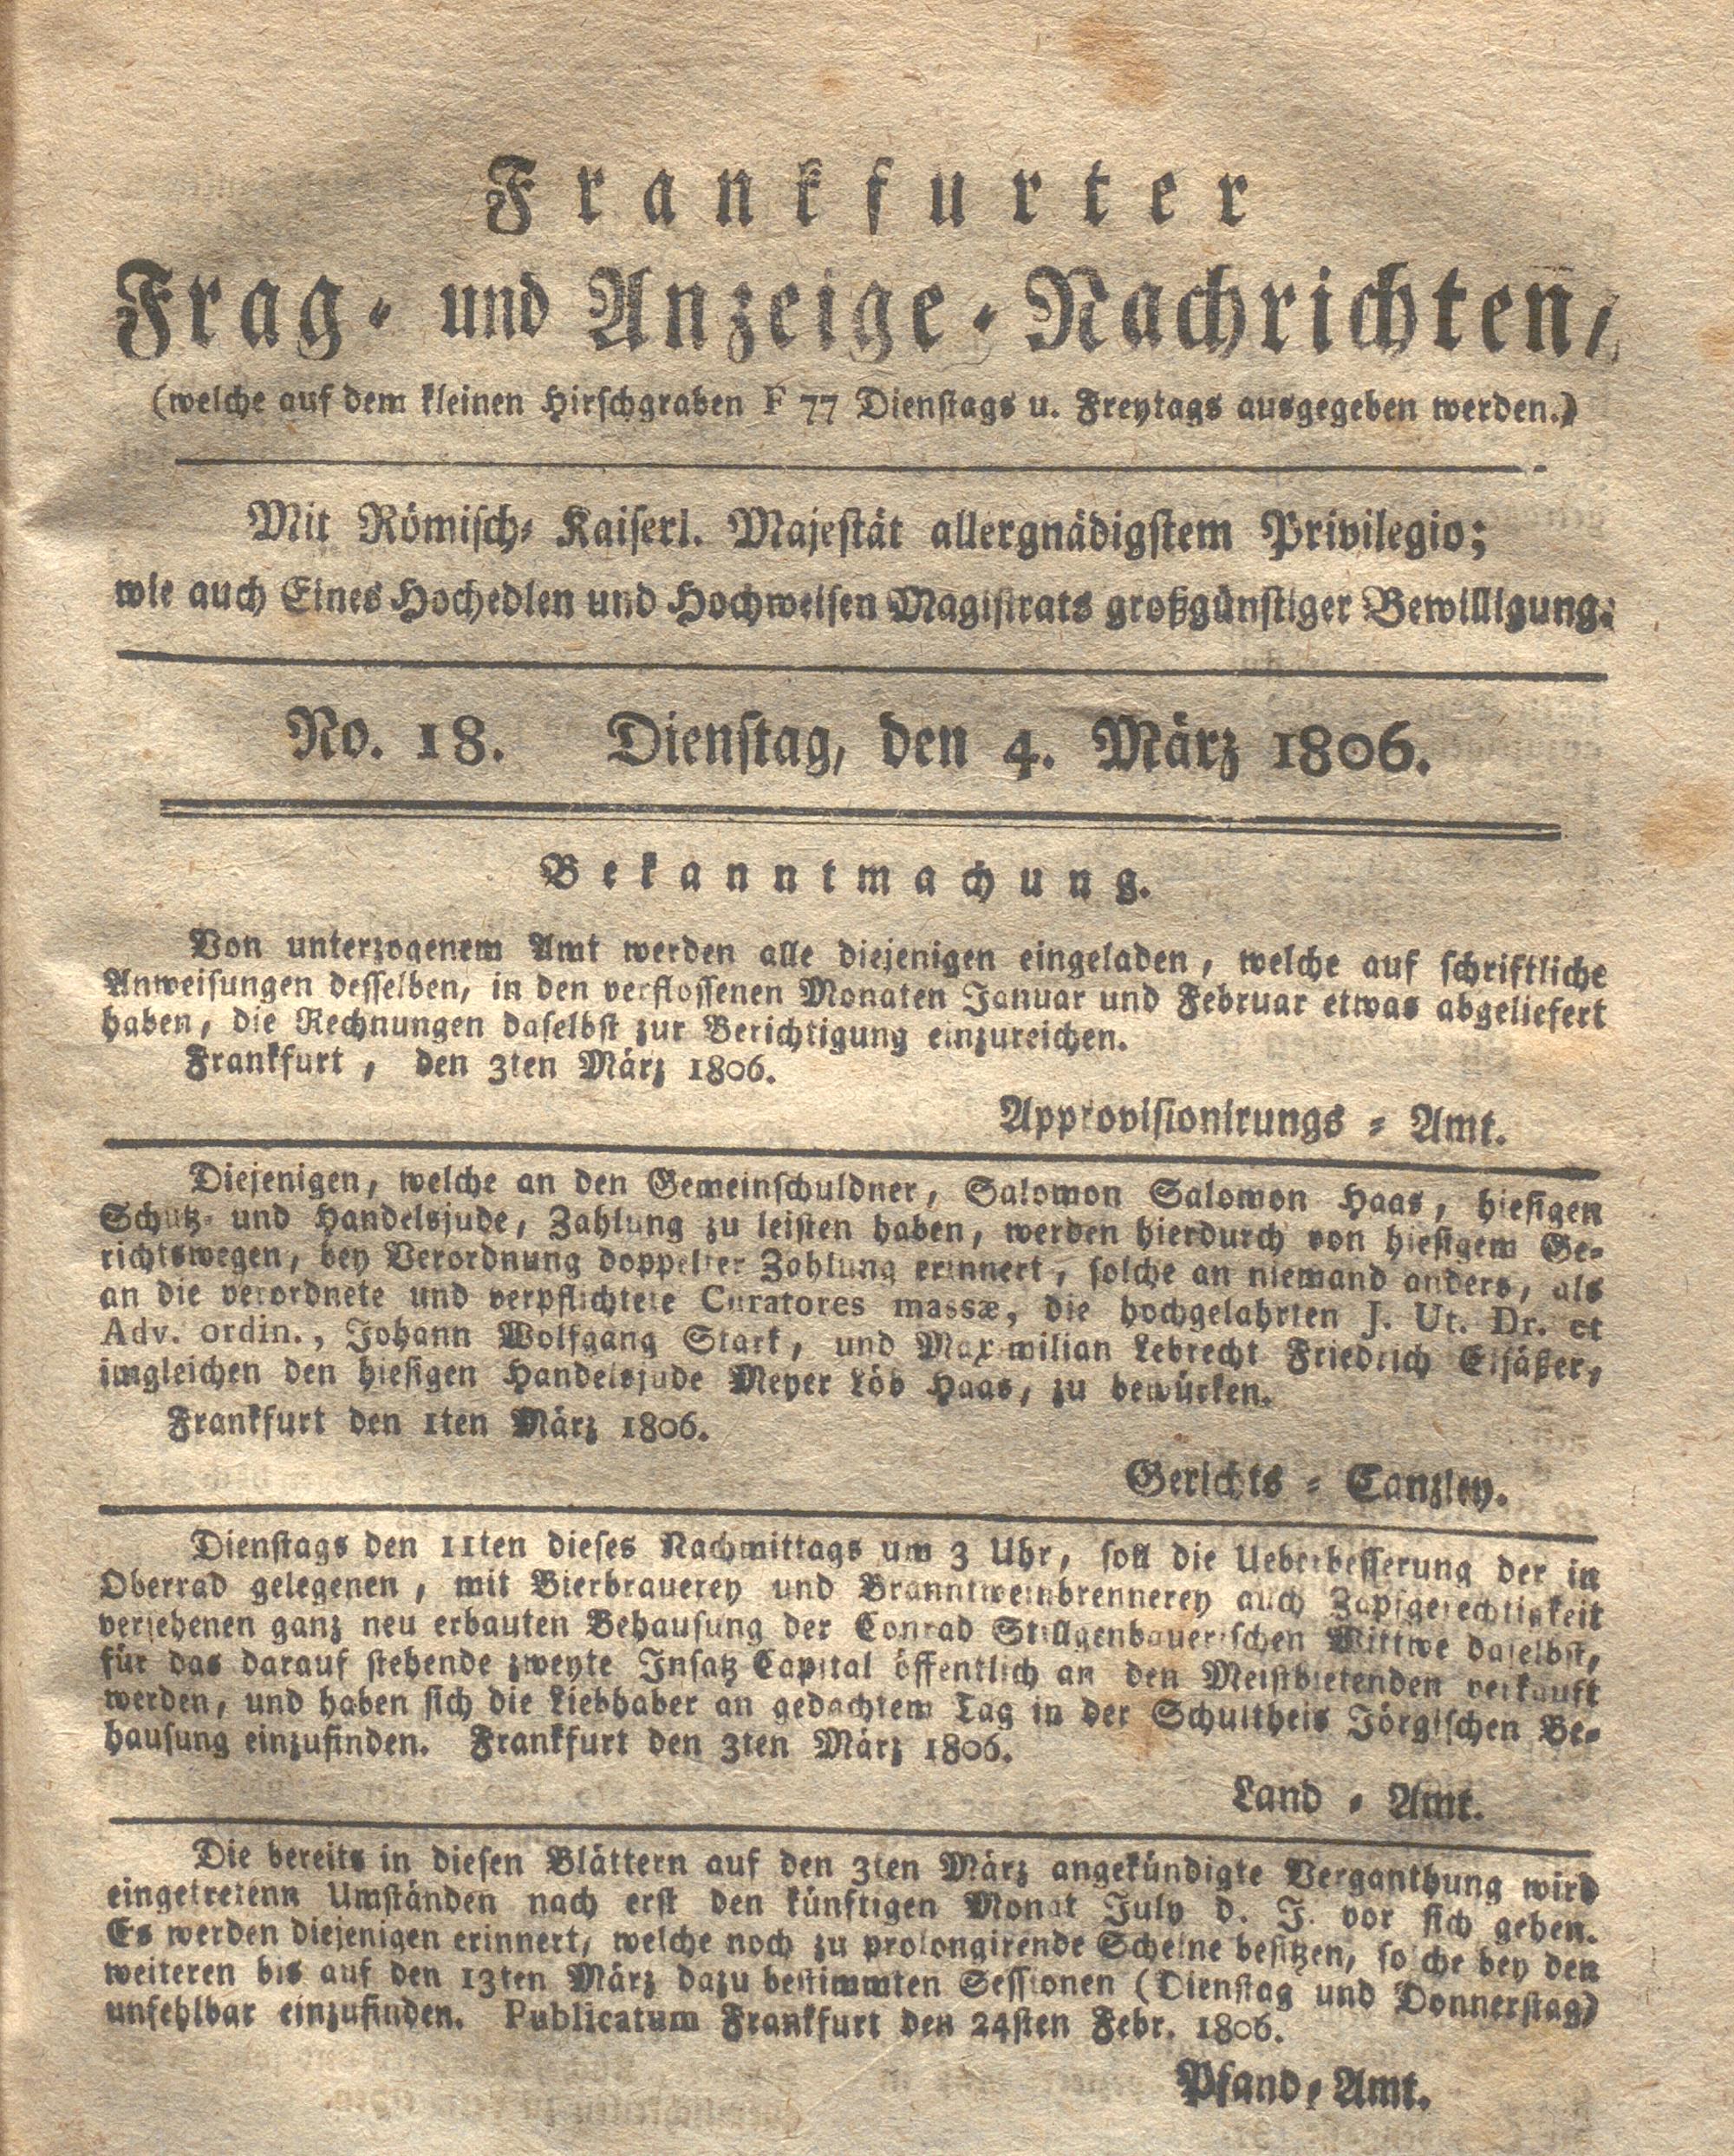 Frankfurter
Frag- und Anzeige-Nachrichten,
(welche auf dem kleinen Hirschgraben F 77 Dienstags u. Freytags ausgegeben werden.)
Mit Römisch-Kaiserl. Majestät allergnädigstem Privilegio;
wie auch Eines Hochedlen und Hochweisen Magistrats großgünstiger Bewilligung.
No. 18. Dienstag, den 4. März 1806.
Bekanntmachung.
Von unterzogenem Amt werden alle diejenigen eingeladen, welche auf schriftliche
Anweisungen desselben, in den verflossenen Monaten Januar und Februar etwas abgeliefert
haben, die Rechnungen daselbst zur Berichtigung einzureichen.
Frankfurt, den 3ten März 1806.
Approvisionirungs-Amt.
Diejenigen, welche an den Gemeinschuldner, Salomon Salomon Haas, hiesigen
Schutz- und Handelsjude, Zahlung zu leisten haben, werden hierdurch von hiesigem Ge-
richtswegen, bey Verordnung doppelter Zahlung erinnert, solche an niemand anders, als
an die verordnete und verpflichtete Curatores massæ, die hochgelahrten J. Ut. Dr. et
Adv. ordin., Johann Wolfgang Stark, und Maximilian Lebrecht Friedrich Elsäßer,
imgleichen den hiesigen Handelsjude Meyer Löb Haas, zu bewürken.
Frankfurt den 1ten März 1806.
Gerichts-Canzley.
Dienstags den 11ten dieses Nachmittags um 3 Uhr, soll die Ueberbesserung der in
Oberrad gelegenen, mit Bierbrauerey und Branntweinbrennerey auch Zapfgerechtigkeit
versehenen ganz neu erbauten Behausung der Conrad Stillgenbauerischen Wittwe daselbst,
für das darauf stehende zweyte Insatz Capital öffentlich an den Meistbietenden verkauft
werden, und haben sich die Liebhaber an gedachtem Tag in der Schultheis Jörgischen Be-
hausung einzufinden. Frankfurt den 3ten März 1806.
Land-Amt.
Die bereits in diesen Blättern auf den 3ten März angekündigte Verganthung wird
eingetretenn Umständen nach erst den künftigen Monat July d. J. vor sich gehen.
Es werden diejenigen erinnert, welche noch zu prolongirende Scheine besitzen, solche bey den
weiteren bis auf den 13ten März dazu bestimmten Sessionen (Dienstag und Donnerstag)
unfehlbar einzufinden. Publicatum Frankfurt den 24sten Febr. 1806.
Pfand-Amt.